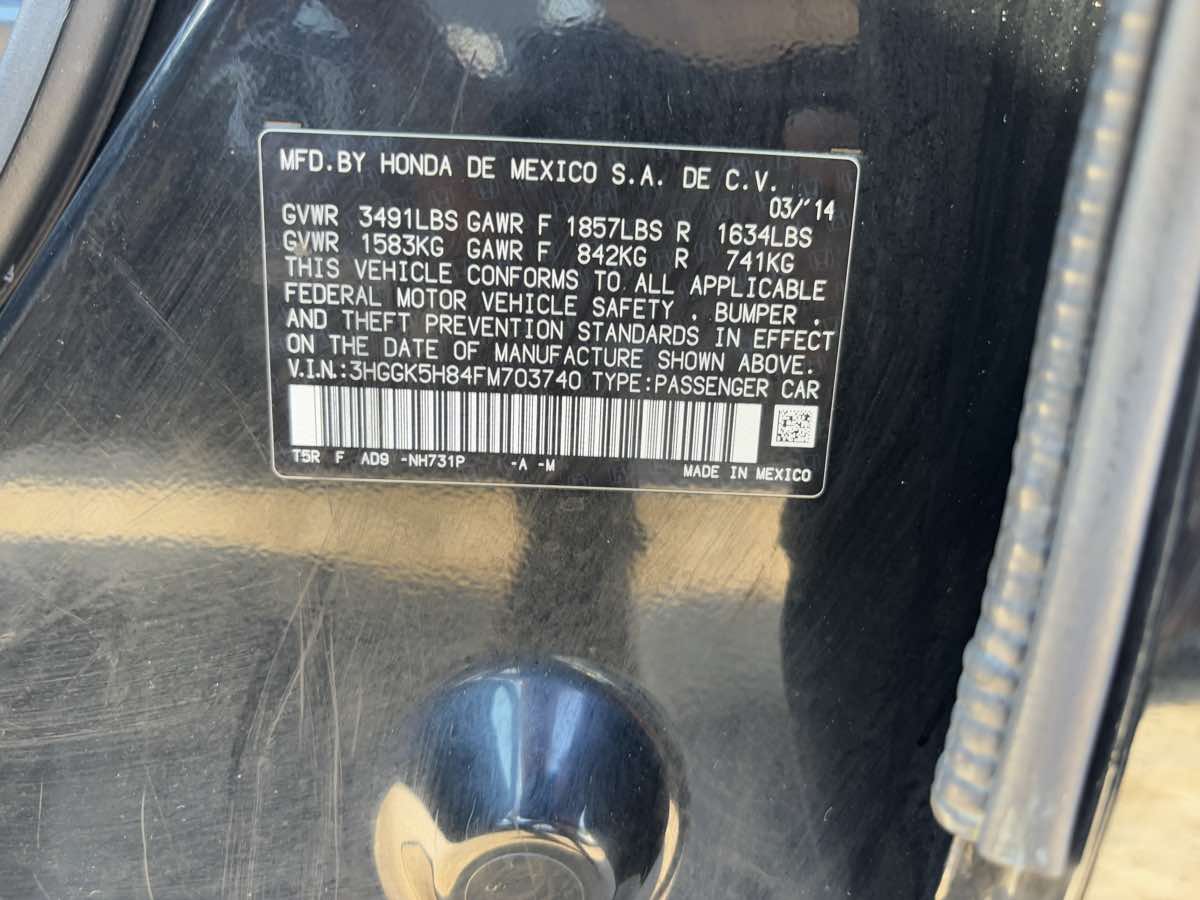 MFD.BY HONDA DE MEXICO S.A. DE C.V.
03/'14
GVWR 3491LBS GAWR F 1857LBS R 1634LBS
GVWR 1583KG GAWR F 842KG R 741KG
THIS VEHICLE CONFORMS TO ALL APPLICABLE
FEDERAL MOTOR VEHICLE SAFETY , BUMPER ,
AND THEFT PREVENTION STANDARDS IN EFFECT
ON THE DATE OF MANUFACTURE SHOWN ABOVE.
V.I.N.:3HGGK5H84FM703740 TYPE:PASSENGER CAR
T5R F AD9 -NH731P -A -M MADE IN MEXICO